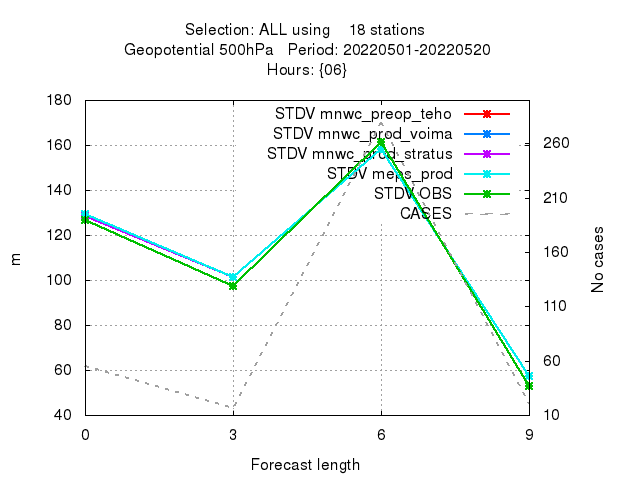 Selection: ALL using 18 stations
Geopotential 500hPa Period: 20220501-20220520
Hours: {06}
180
160
140
120
100
80
60
40
m
STDV mnwc_preop_teho
STDV mnwc_prod_voima
STDV mnwc_prod_stratus
STDV meps_prod
STDV OBS
CASES
260
210
160
110
60
10
No cases
0 3 6 9
Forecast length